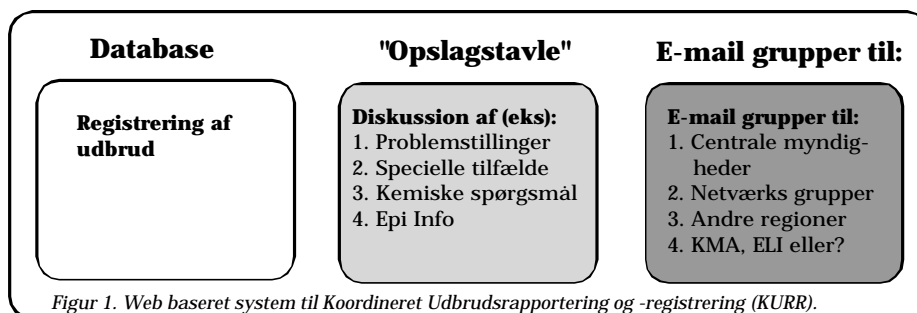 Database
Registrering af
udbrud
"Opslagstavle"
Diskussion af (eks):
1. Problemstillinger
2. Specielle tilfælde
3. Kemiske spørgsmål
4. Epi Info
E-mail grupper til:
E-mail grupper til:
1. Centrale myndig-
heder
2. Netværks grupper
3. Andre regioner
4. KMA, ELI eller?
Figur 1. Web baseret system til Koordineret Udbrudsrapportering og -registrering (KURR).